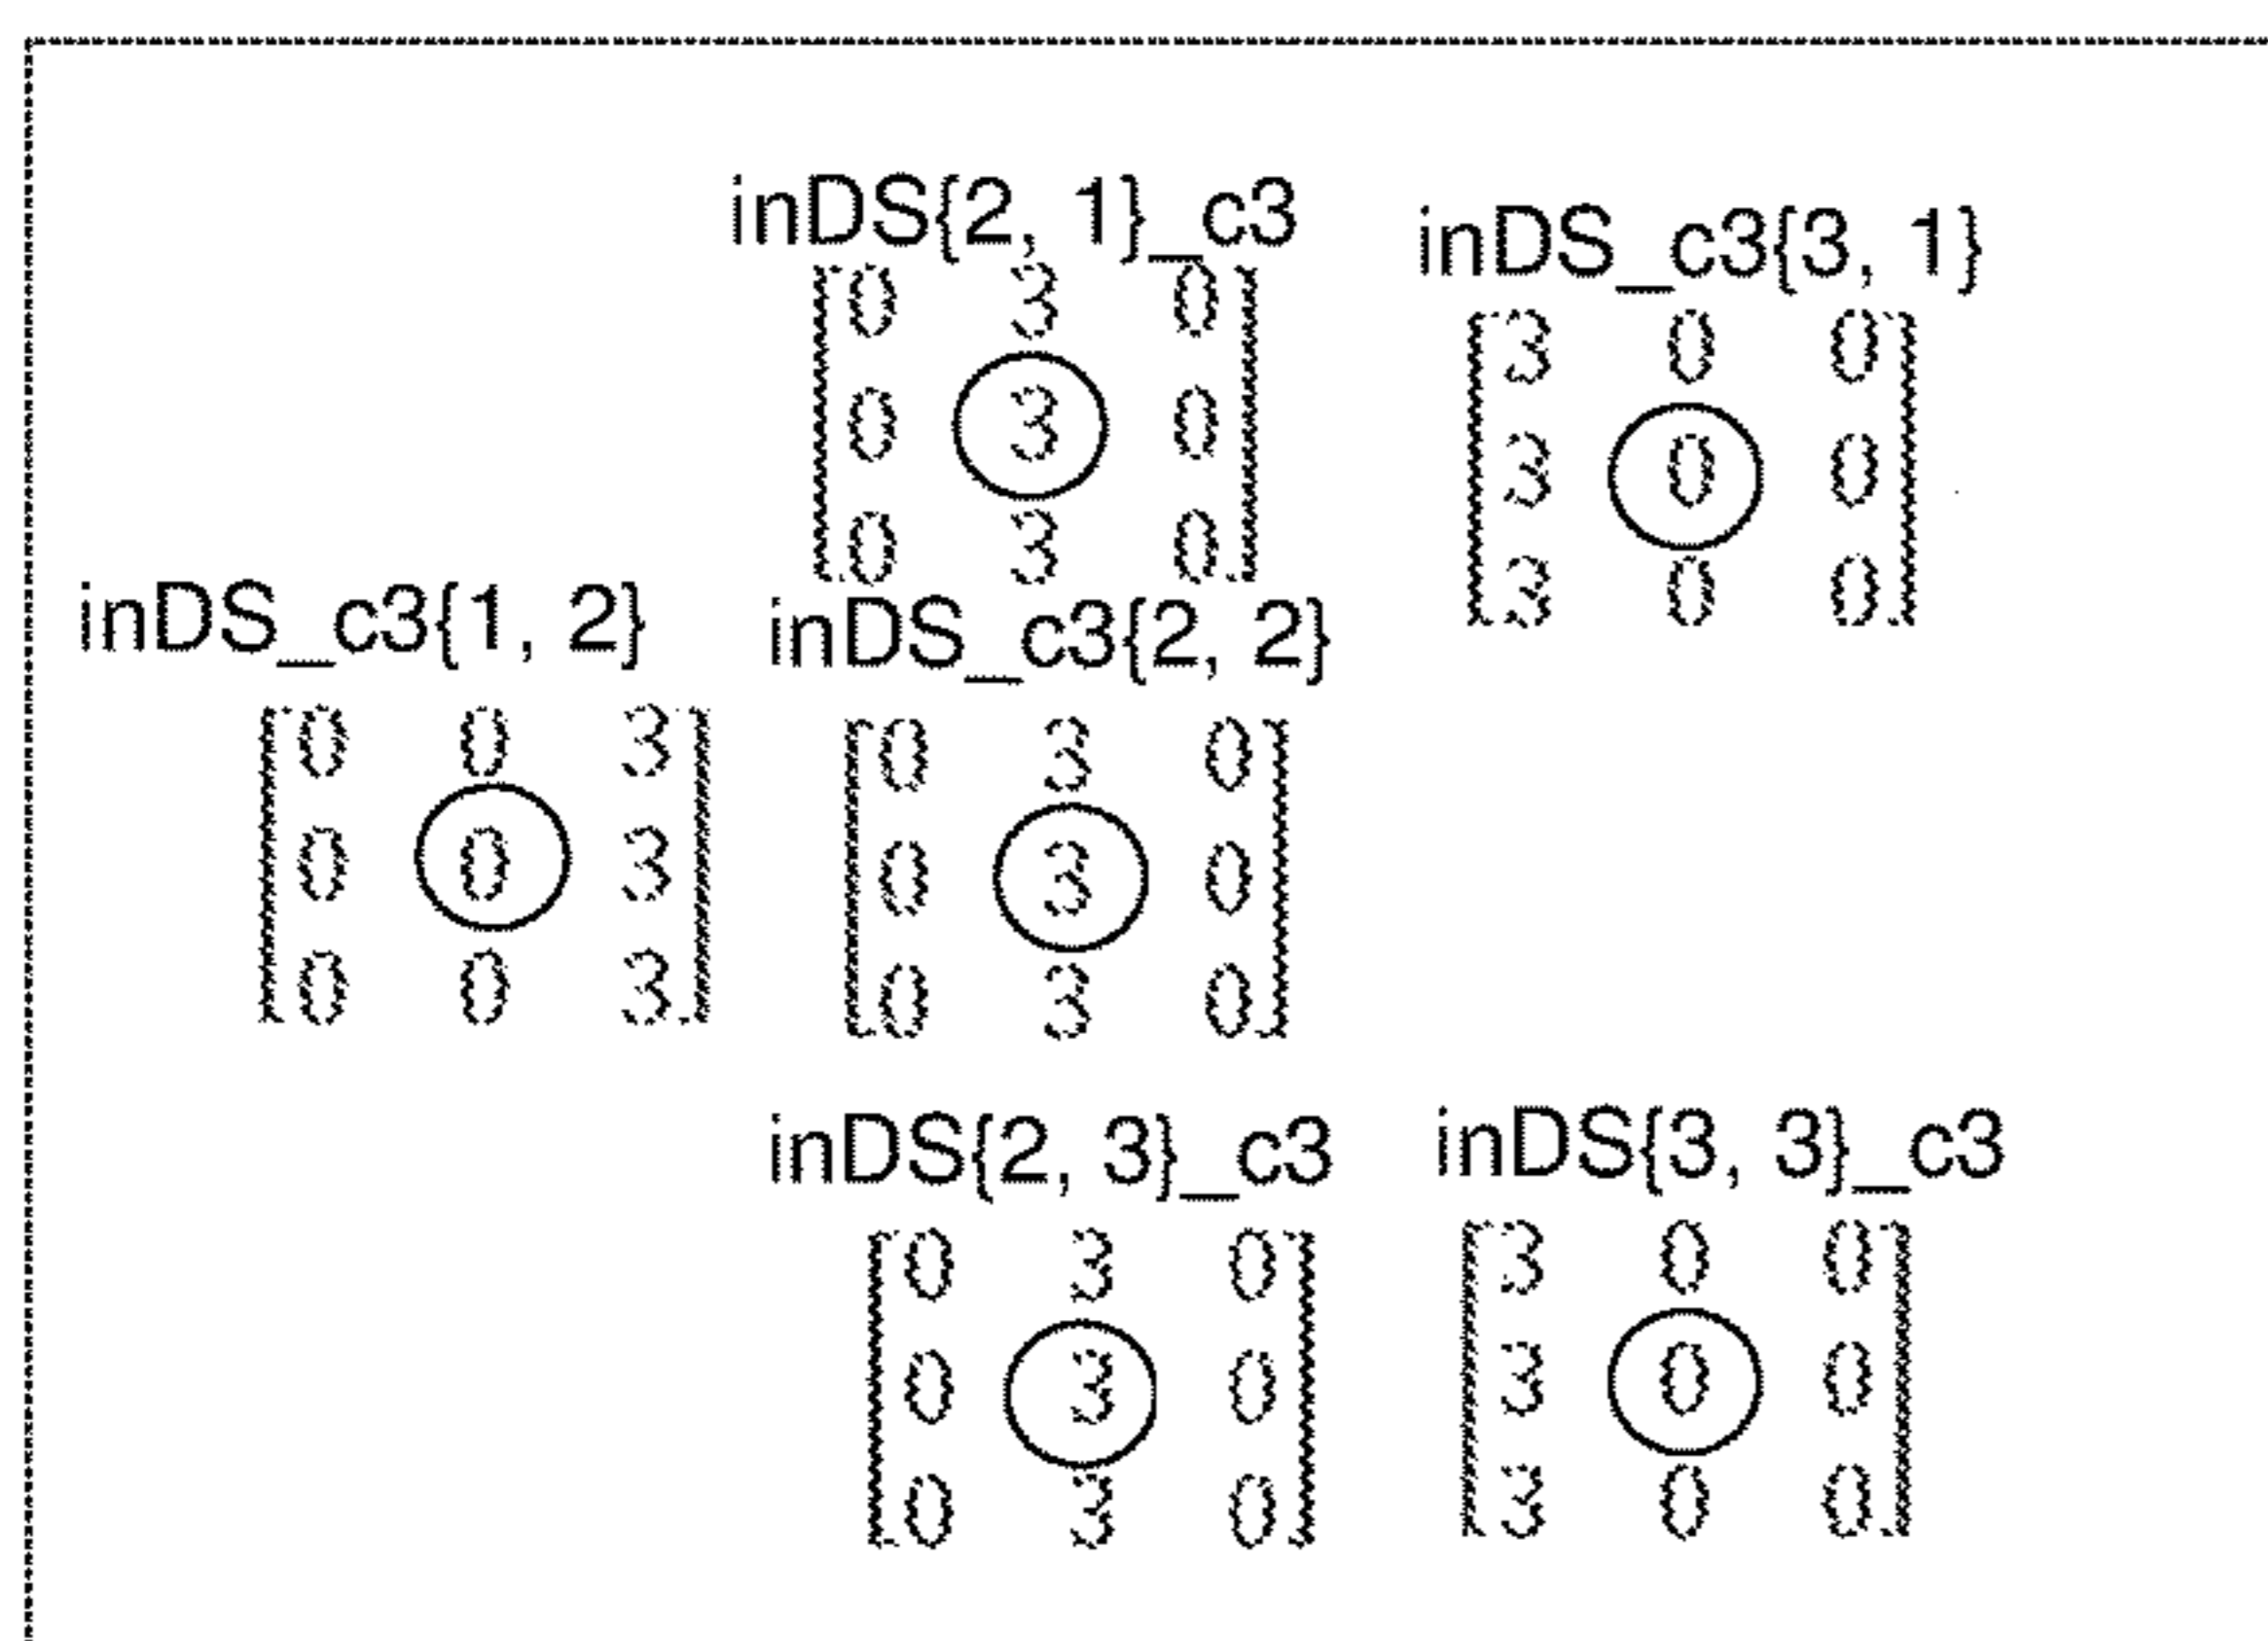 inDS{2, 1}_c3
0 3 0
0 3 0
0 3 0
inDS_c3{3, 1}
3 0 0
3 0 0
3 0 0
inDS_c3{1, 2}
0 0 3
0 0 3
0 0 3
inDS_c3{2, 2}
0 3 0
0 3 0
0 3 0
inDS{2, 3}_c3
0 3 0
0 3 0
0 3 0
inDS{3, 3}_c3
3 0 0
3 0 0
3 0 0